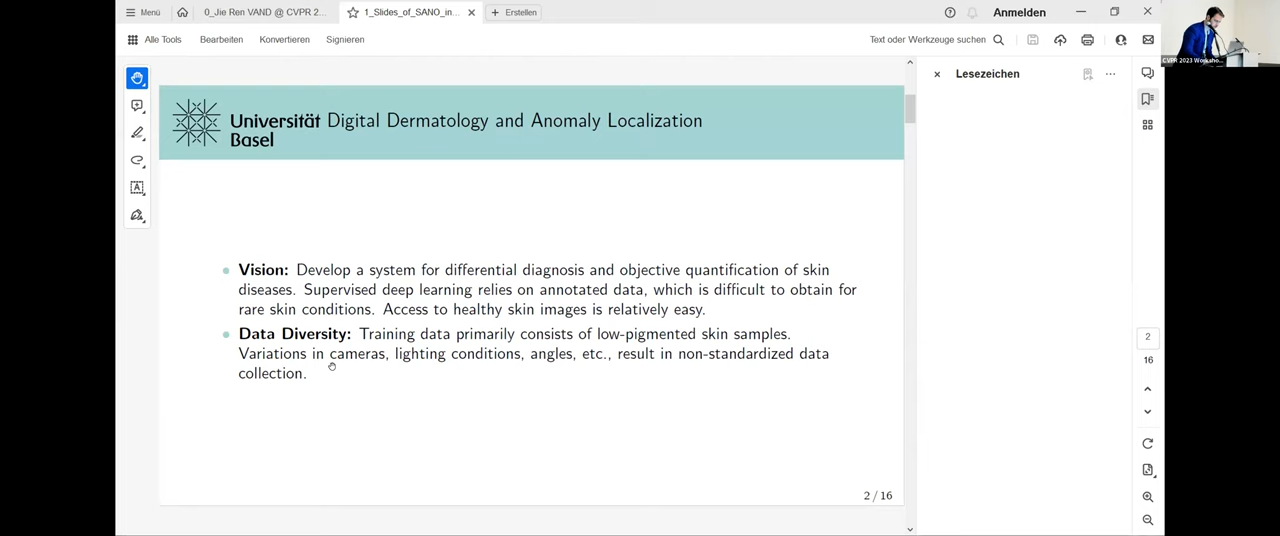 Menü
0_Jie Ren VAND @ CVPR 2...
1_Slides_of_SANO_in...
Erstellen
Anmelden
Alle Tools
Bearbeiten
Konvertieren
Signieren
Text oder Werkzeuge suchen
CVPR 2023 Worksho...
Lesezeichen
Universität
Basel
Digital Dermatology and Anomaly Localization
Vision: Develop a system for differential diagnosis and objective quantification of skin
diseases. Supervised deep learning relies on annotated data, which is difficult to obtain for
rare skin conditions. Access to healthy skin images is relatively easy.
Data Diversity: Training data primarily consists of low-pigmented skin samples.
Variations in cameras, lighting conditions, angles, etc., result in non-standardized data
collection.
2 / 16
2
16